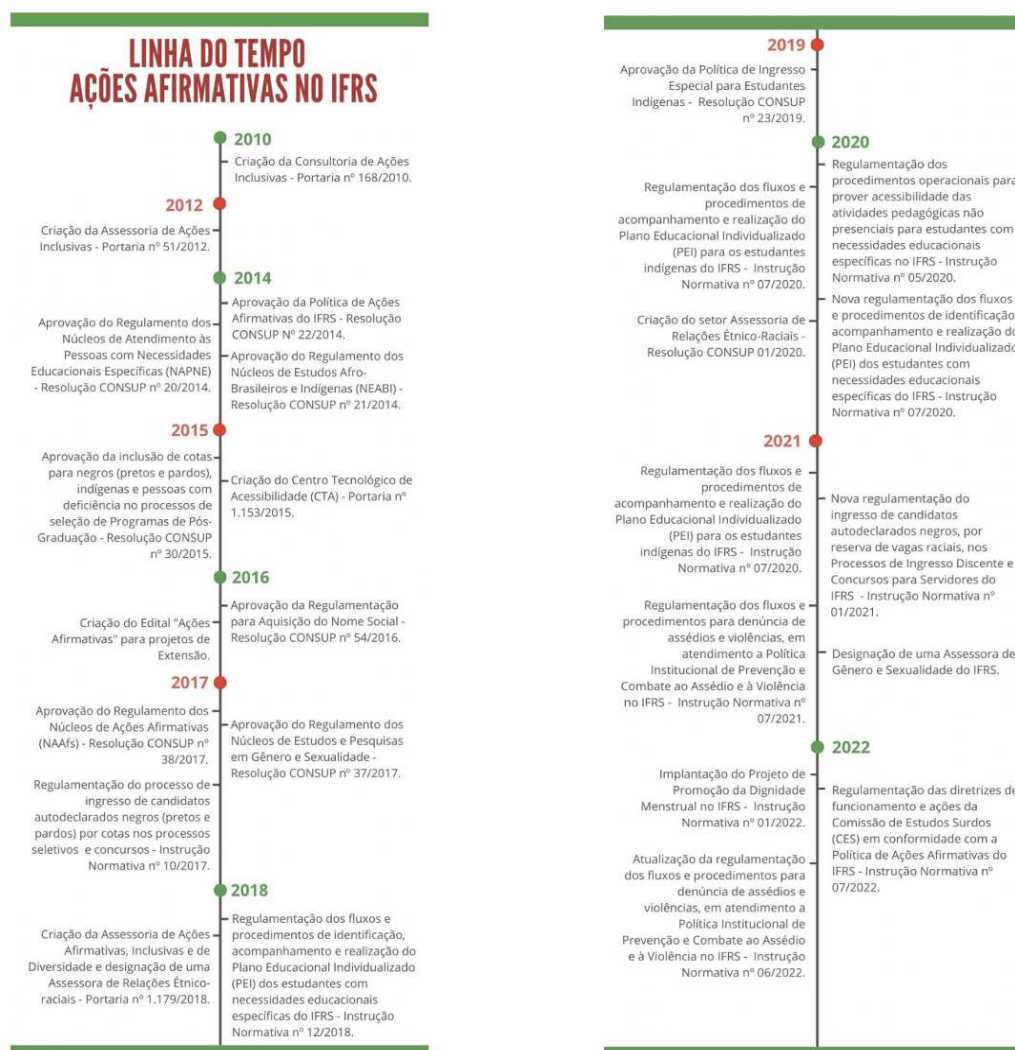 LINHA DO TEMPO
AÇÕES AFIRMATIVAS NO IFRS
2010
Criação da Consultoria de Ações
Inclusivas - Portaria nº 168/2010.
2012
Criação da Assessoria de Ações
Inclusivas - Portaria nº 51/2012.
2014
Aprovação da Política de Ações
Afirmativas do IFRS - Resolução
CONSUP Nº 22/2014.
Aprovação do Regulamento dos
Núcleos de Atendimento às
Pessoas com Necessidades
Educacionais Específicas (NAPNE)
- Resolução CONSUP nº 20/2014.
Aprovação do Regulamento dos
Núcleos de Estudos Afro-
Brasileiros e Indígenas (NEABI) -
Resolução CONSUP nº 21/2014.
2015
Aprovação da inclusão de cotas
para negros (pretos e pardos),
indígenas e pessoas com
deficiência no processos de
seleção de Programas de Pós-
Graduação - Resolução CONSUP
nº 30/2015.
Criação do Centro Tecnológico de
Acessibilidade (CTA) - Portaria nº
1.153/2015.
2016
Aprovação da Regulamentação
para Aquisição do Nome Social -
Resolução CONSUP nº 54/2016.
Criação do Edital "Ações
Afirmativas" para projetos de
Extensão.
2017
Aprovação do Regulamento dos
Núcleos de Ações Afirmativas
(NAAfs) - Resolução CONSUP nº
38/2017.
Aprovação do Regulamento dos
Núcleos de Estudos e Pesquisas
em Gênero e Sexualidade -
Resolução CONSUP nº 37/2017.
Regulamentação do processo de
ingresso de candidatos
autodeclarados negros (pretos e
pardos) por cotas nos processos
seletivos e concursos - Instrução
Normativa nº 10/2017.
2018
Regulamentação dos fluxos e
procedimentos de identificação,
acompanhamento e realização do
Plano Educacional Individualizado
(PEI) dos estudantes com
necessidades educacionais
específicas do IFRS - Instrução
Normativa nº 12/2018.
Criação da Assessoria de Ações
Afirmativas, Inclusivas e de
Diversidade e designação de uma
Assessora de Relações Étnico-
raciais - Portaria nº 1.179/2018.
2019
Aprovação da Política de Ingresso
Especial para Estudantes
Indígenas - Resolução CONSUP
nº 23/2019.
2020
Regulamentação dos
procedimentos operacionais para
prover acessibilidade das
atividades pedagógicas não
presenciais para estudantes com
necessidades educacionais
específicas no IFRS - Instrução
Normativa nº 05/2020.
Regulamentação dos fluxos e
procedimentos de
acompanhamento e realização do
Plano Educacional Individualizado
(PEI) para os estudantes
indígenas do IFRS - Instrução
Normativa nº 07/2020.
Nova regulamentação dos fluxos
e procedimentos de identificação
acompanhamento e realização do
Plano Educacional Individualizado
(PEI) dos estudantes com
necessidades educacionais
específicas do IFRS - Instrução
Normativa nº 07/2020.
Criação do setor Assessoria de
Relações Étnico-Raciais -
Resolução CONSUP 01/2020.
2021
Regulamentação dos fluxos e
procedimentos de
acompanhamento e realização do
Plano Educacional Individualizado
(PEI) para os estudantes
indígenas do IFRS - Instrução
Normativa nº 07/2020.
Nova regulamentação do
ingresso de candidatos
autodeclarados negros, por
reserva de vagas raciais, nos
Processos de Ingresso Discente e
Concursos para Servidores do
IFRS - Instrução Normativa nº
01/2021.
Regulamentação dos fluxos e
procedimentos para denúncia de
assédios e violências, em
atendimento a Política
Institucional de Prevenção e
Combate ao Assédio e à Violência
no IFRS - Instrução Normativa nº
07/2021.
Designação de uma Assessora de
Gênero e Sexualidade do IFRS.
2022
Implantação do Projeto de
Promoção da Dignidade
Menstrual no IFRS - Instrução
Normativa nº 01/2022.
Regulamentação das diretrizes de
funcionamento e ações da
Comissão de Estudos Surdos
(CES) em conformidade com a
Política de Ações Afirmativas do
IFRS - Instrução Normativa nº
07/2022.
Atualização da regulamentação
dos fluxos e procedimentos para
denúncia de assédios e
violências, em atendimento a
Política Institucional de
Prevenção e Combate ao Assédio
e à Violência no IFRS - Instrução
Normativa nº 06/2022.